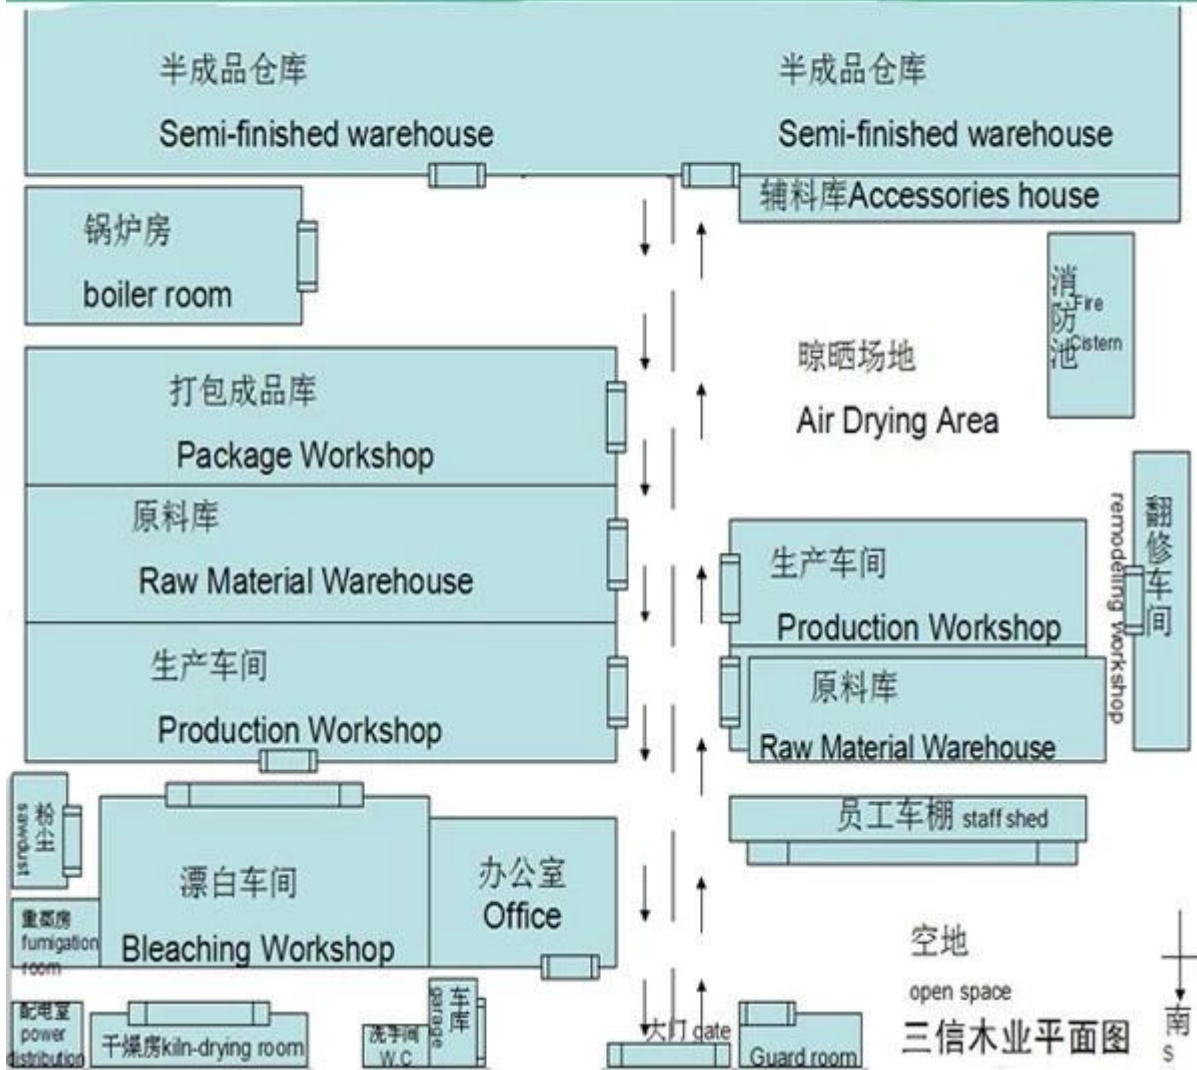 半成品仓库
Semi-finished warehouse
半成品仓库
Semi-finished warehouse
辅料库Accessories house
锅炉房
boiler room
消防池
Fire
Cistern
晾晒场地
Air Drying Area
打包成品库
Package Workshop
原料库
Raw Material Warehouse
生产车间
Production Workshop
生产车间
Production Workshop
原料库
Raw Material Warehouse
翻修车间
remodeling workshop
粉尘
sawdust
漂白车间
Bleaching Workshop
办公室
Office
员工车棚 staff shed
重蒸房
fumigation
room
空地
open space
配电室
power
distribution
干燥房kiln-drying room
洗手间
W.C
车库
garage
大门 gate
Guard room
三信木业平面图
南
S